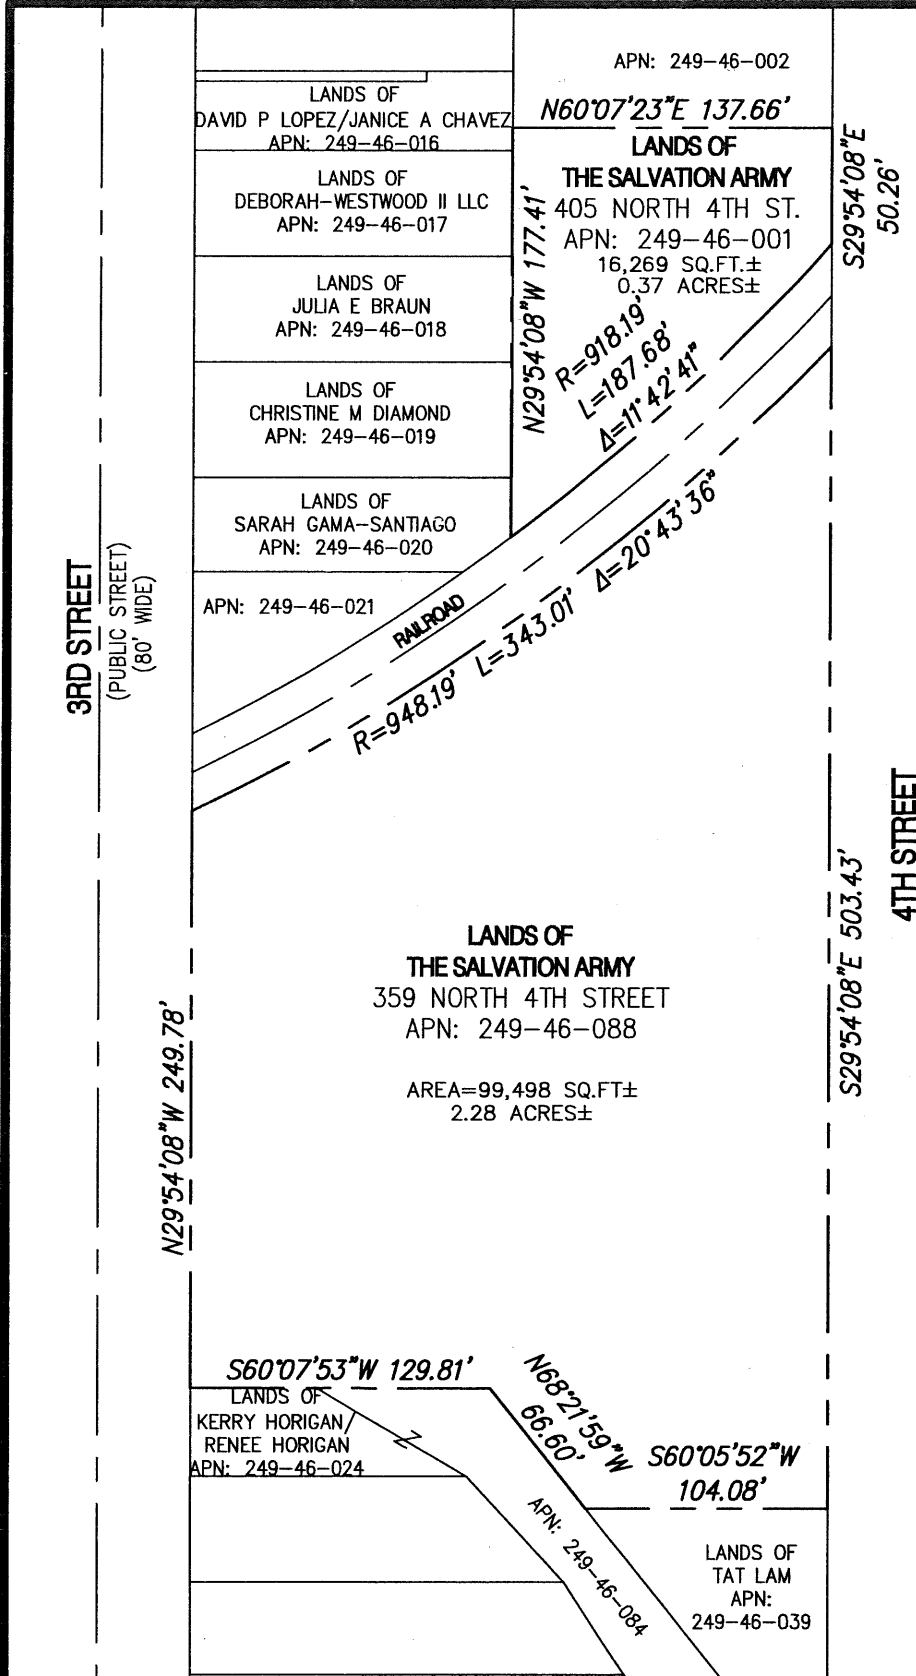 APN: 249-46-002
N60°07'23"E 137.66'
LANDS OF
DAVID P LOPEZ/JANICE A CHAVEZ
APN: 249-46-016
LANDS OF
THE SALVATION ARMY
405 NORTH 4TH ST.
APN: 249-46-001
16,269 SQ.FT.±
0.37 ACRES±
S29°54'08"E
50.26'
LANDS OF
DEBORAH-WESTWOOD II LLC
APN: 249-46-017
N29°54'08"W 177.41'
LANDS OF
JULIA E BRAUN
APN: 249-46-018
R=918.19'
L=187.68'
Δ=11°42'41"
LANDS OF
CHRISTINE M DIAMOND
APN: 249-46-019
LANDS OF
SARAH GAMA-SANTIAGO
APN: 249-46-020
APN: 249-46-021
3RD STREET
(PUBLIC STREET)
(80' WIDE)
RAILROAD
R=948.19' L=343.01' Δ=20°43'36"
4TH STREET
S29°54'08"E 503.43'
LANDS OF
THE SALVATION ARMY
359 NORTH 4TH STREET
APN: 249-46-088
AREA=99,498 SQ.FT±
2.28 ACRES±
N29°54'08"W 249.78'
S60°07'53"W 129.81'
LANDS OF
KERRY HORIGAN/
RENEE HORIGAN
APN: 249-46-024
N68°21'59"W
66.60'
S60°05'52"W
104.08'
APN: 249-46-084
LANDS OF
TAT LAM
APN:
249-46-039